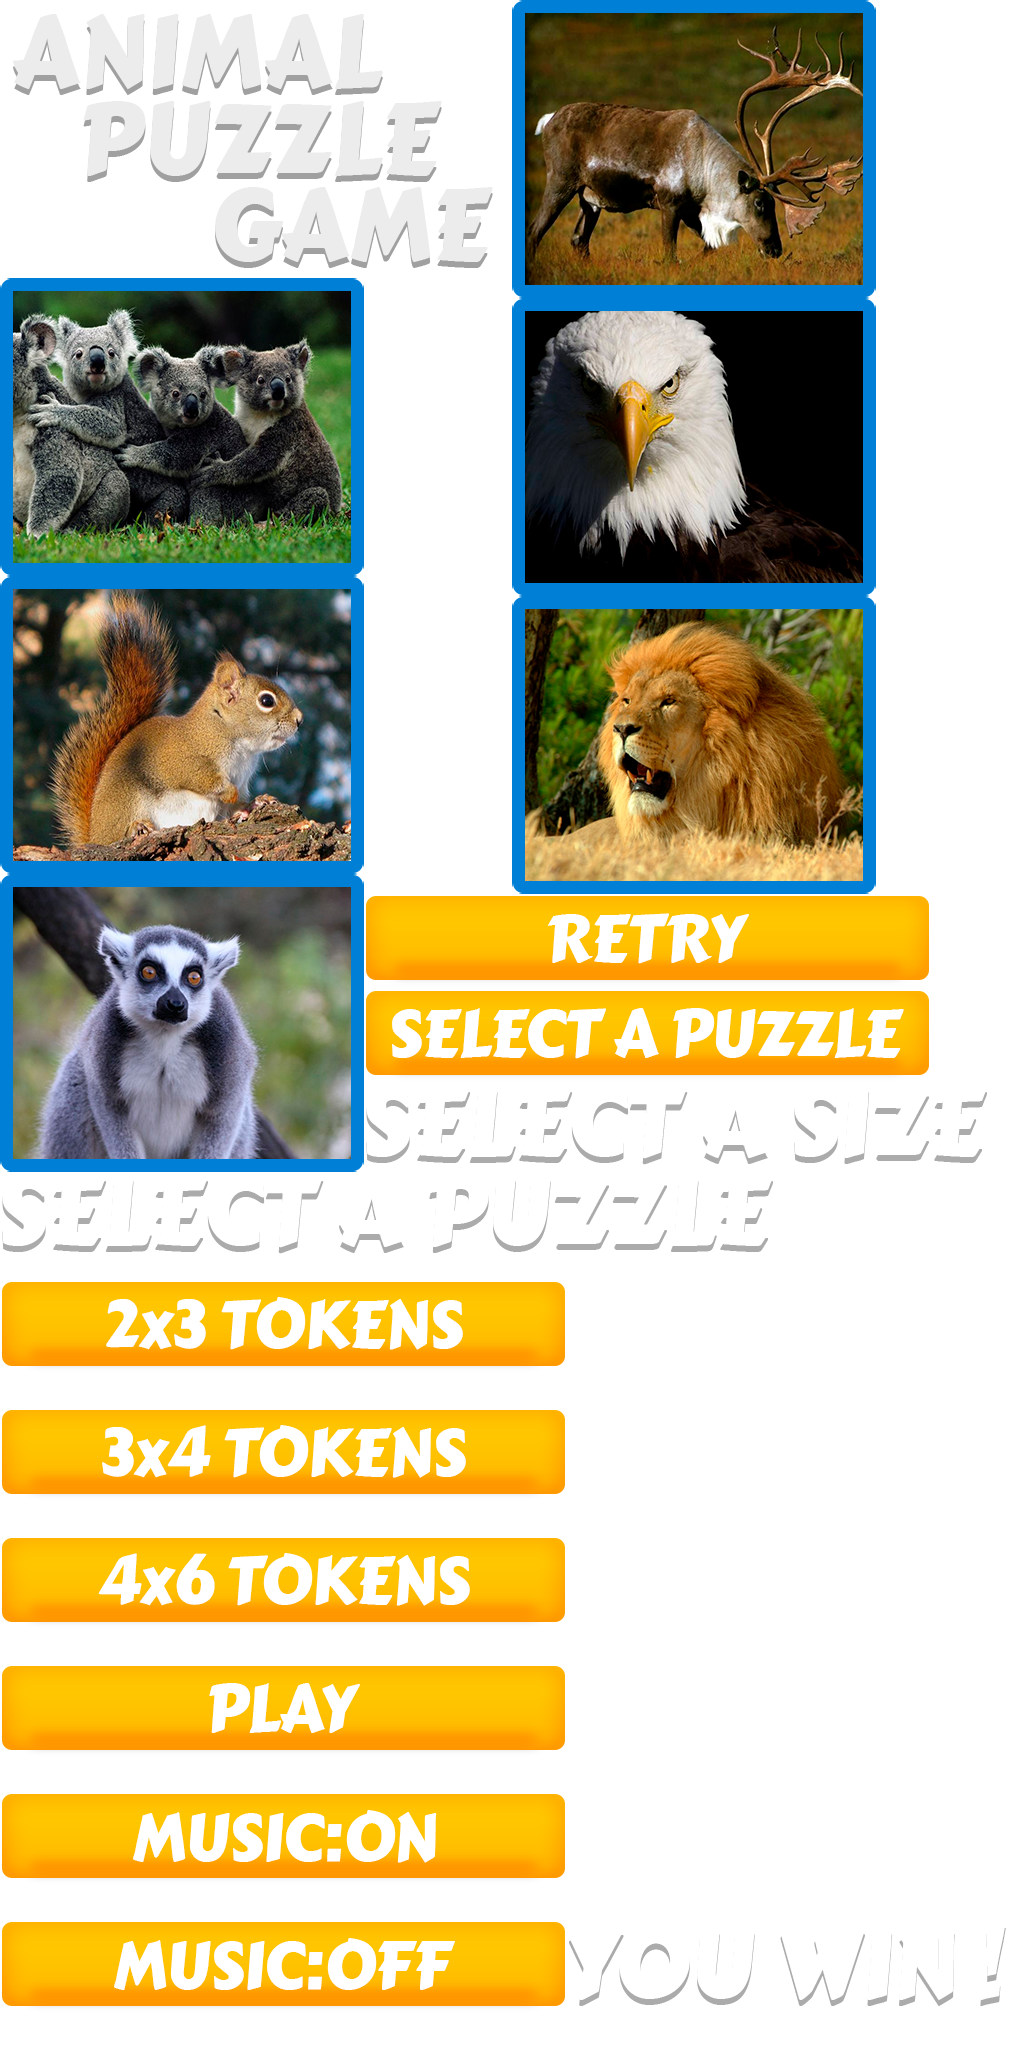 ANIMAL
PUZZLE
GAME
RETRY
SELECT A PUZZLE
SELECT A SIZE
SELECT A PUZZLE
2x3 TOKENS
3x4 TOKENS
4x6 TOKENS
PLAY
MUSIC:ON
MUSIC:OFF
YOU WIN!